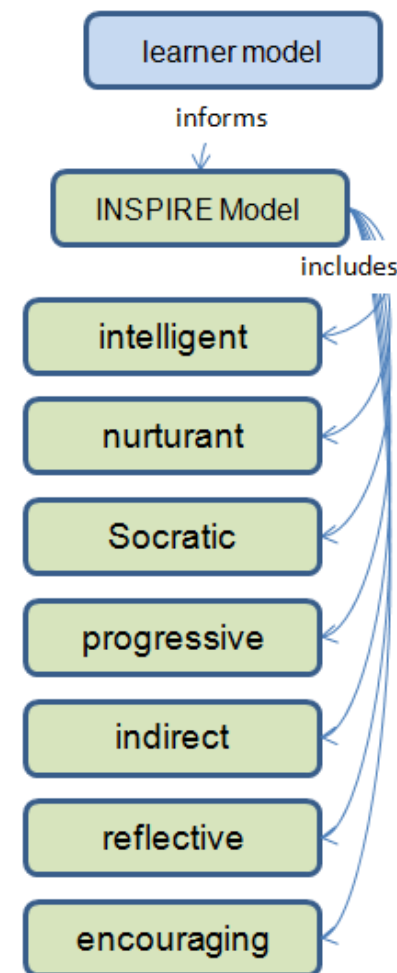 learner model
informs
INSPIRE Model
includes
intelligent
nurturant
Socratic
progressive
indirect
reflective
encouraging